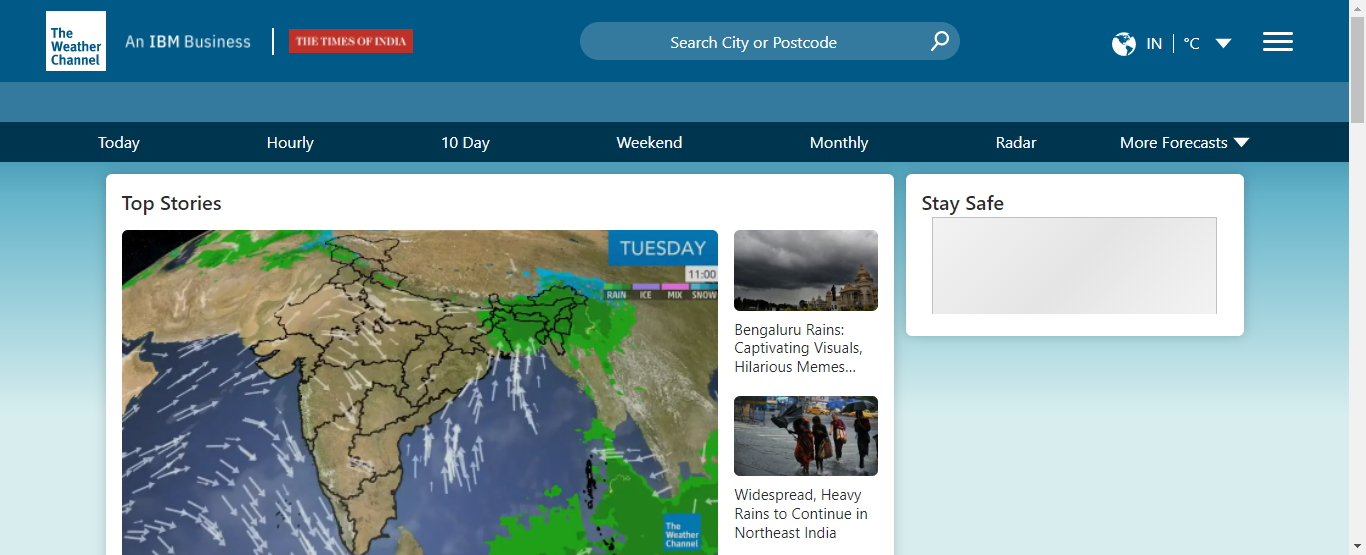 The
Weather
Channel
An IBM Business
THE TIMES OF INDIA
Search City or Postcode
IN
°C
Today
Hourly
10 Day
Weekend
Monthly
Radar
More Forecasts
Top Stories
TUESDAY
11:00
RAIN ICE MIX SNOW
The
Weather
Channel
Bengaluru Rains:
Captivating Visuals,
Hilarious Memes...
Widespread, Heavy
Rains to Continue in
Northeast India
Stay Safe